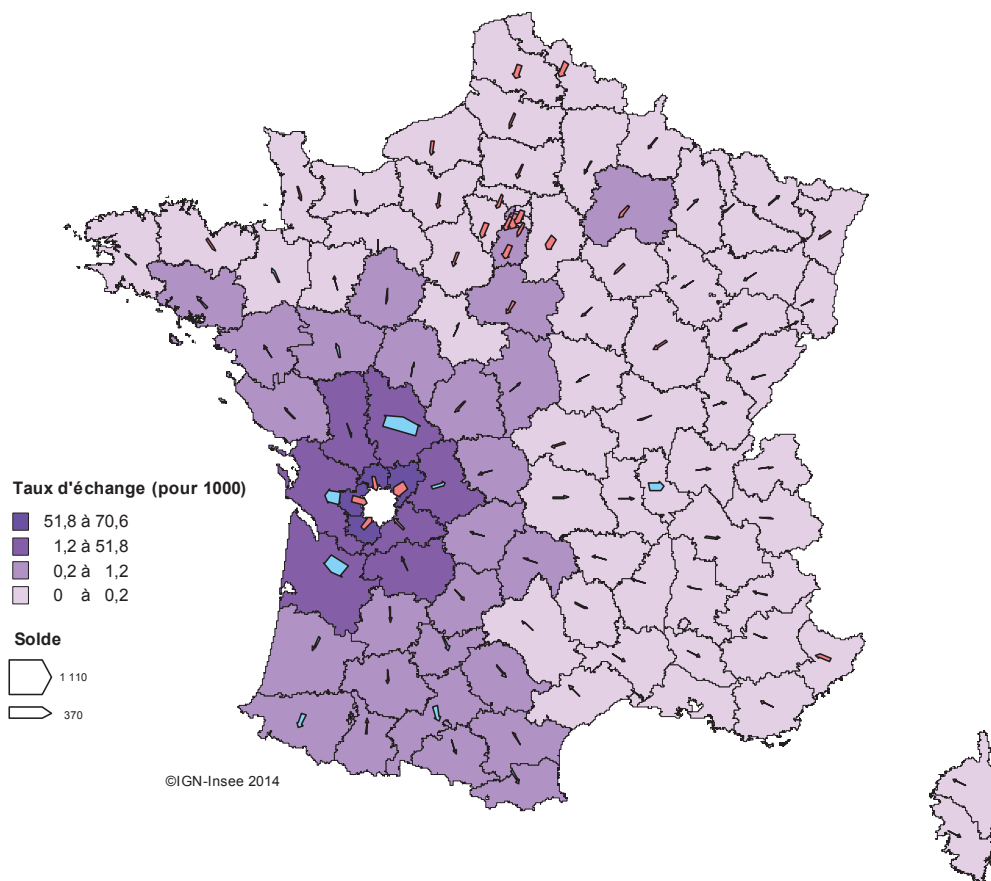 Taux d'échange (pour 1000)
51,8 à 70,6
1,2 à 51,8
0,2 à 1,2
0 à 0,2
Solde
1 110
370
©IGN-Insee 2014